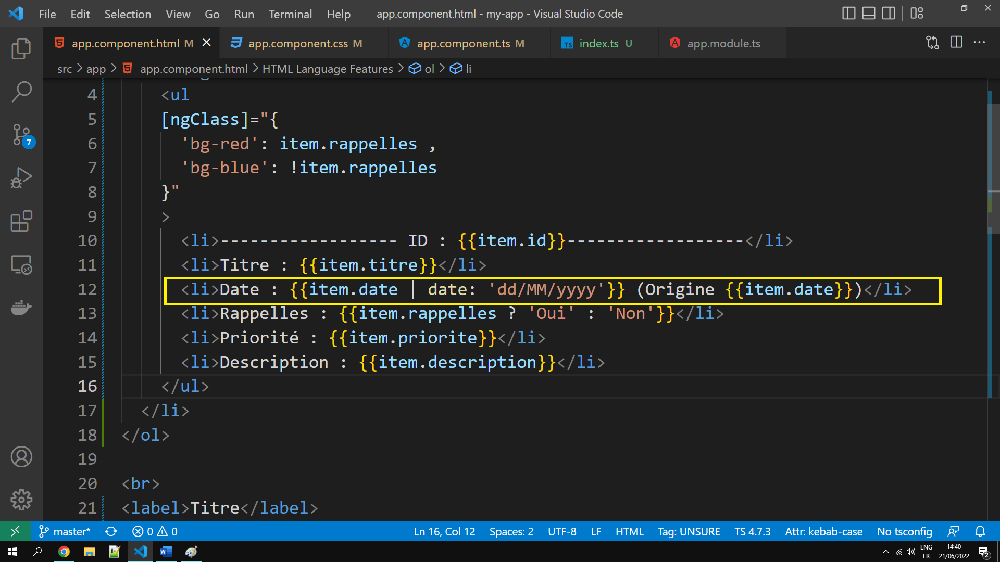 File Edit Selection View Go Run Terminal Help app.component.html - my-app - Visual Studio Code
app.component.html M app.component.css M app.component.ts M TS index.ts U app.module.ts
src > app > app.component.html > HTML Language Features > ol > li
4 <ul
5 [ngClass]="{
6 'bg-red': item.rappelles ,
7 'bg-blue': !item.rappelles
8 }"
9 >
10 <li>------------------ ID : {{item.id}}------------------</li>
11 <li>Titre : {{item.titre}}</li>
12 <li>Date : {{item.date | date: 'dd/MM/yyyy'}} (Origine {{item.date}})</li>
13 <li>Rappelles : {{item.rappelles ? 'Oui' : 'Non'}}</li>
14 <li>Priorité : {{item.priorite}}</li>
15 <li>Description : {{item.description}}</li>
16 </ul>
17 </li>
18 </ol>
19
20 <br>
21 <label>Titre</label>
7
master* 0 0 Ln 16, Col 12 Spaces: 2 UTF-8 LF HTML Tag: UNSURE TS 4.7.3 Attr: kebab-case No tsconfig
ENG 14:40
FR 21/06/2022 2